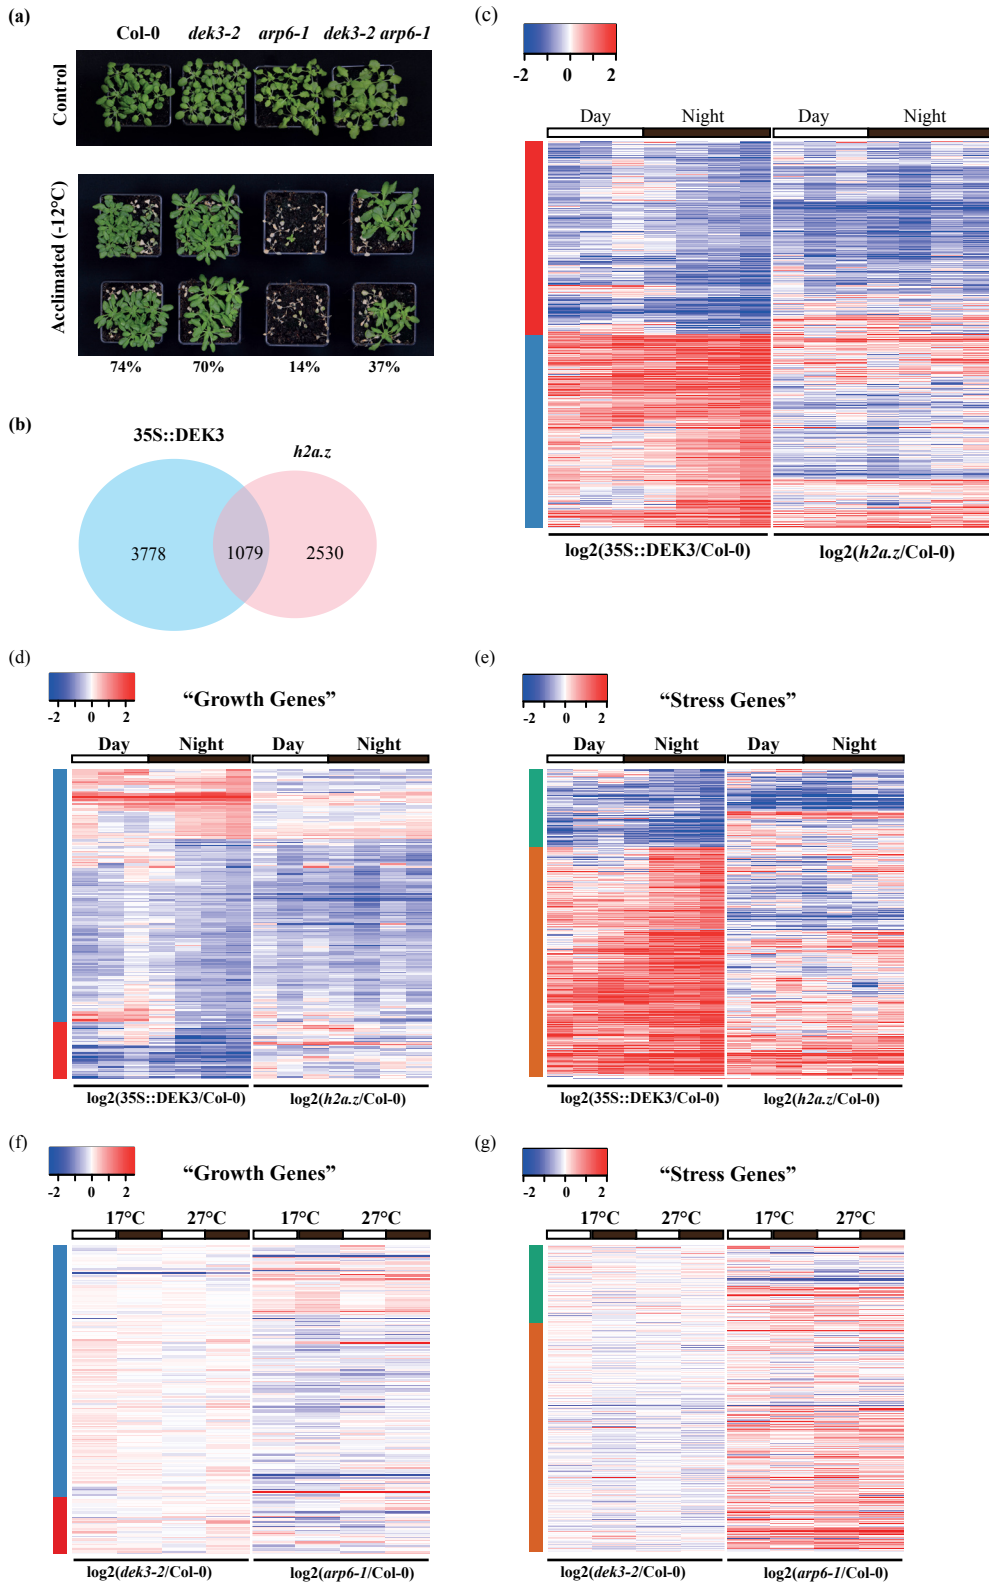 (a)
Col-0 dek3-2 arp6-1 dek3-2 arp6-1
Control
Acclimated (-12°C)
74% 70% 14% 37%
(b)
35S::DEK3
h2a.z
3778 1079 2530
(c)
-2 0 2
Day Night Day Night
log2(35S::DEK3/Col-0) log2(h2a.z/Col-0)
(d)
-2 0 2
“Growth Genes”
Day Night Day Night
log2(35S::DEK3/Col-0) log2(h2a.z/Col-0)
(e)
-2 0 2
“Stress Genes”
Day Night Day Night
log2(35S::DEK3/Col-0) log2(h2a.z/Col-0)
(f)
-2 0 2
“Growth Genes”
17°C 27°C 17°C 27°C
log2(dek3-2/Col-0) log2(arp6-1/Col-0)
(g)
-2 0 2
“Stress Genes”
17°C 27°C 17°C 27°C
log2(dek3-2/Col-0) log2(arp6-1/Col-0)